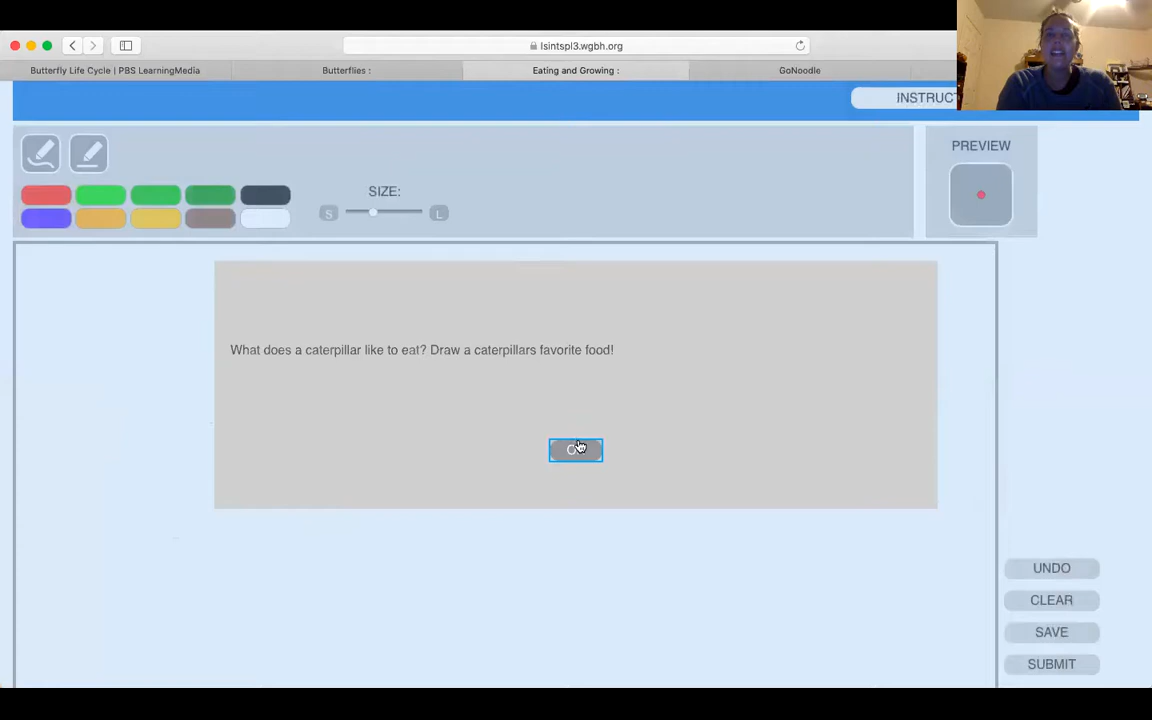 lsintspl3.wgbh.org
Butterfly Life Cycle | PBS LearningMedia
Butterflies :
Eating and Growing :
GoNoodle
INSTRUC
SIZE:
S
L
PREVIEW
What does a caterpillar like to eat? Draw a caterpillars favorite food!
UNDO
CLEAR
SAVE
SUBMIT